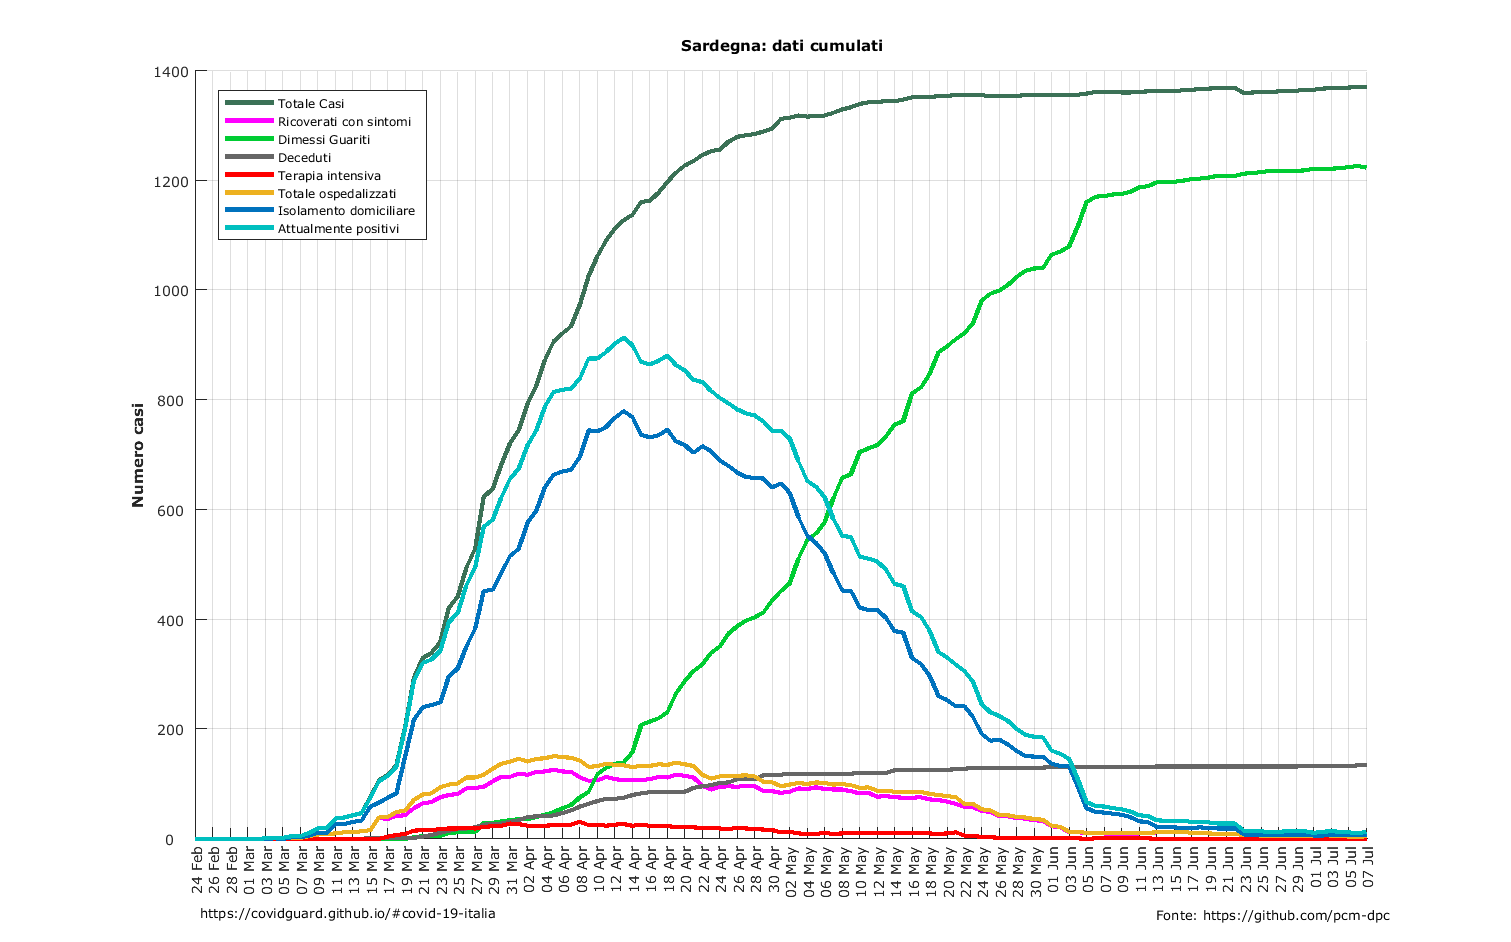 Sardegna: dati cumulati
Numero casi
1400
1200
1000
800
600
400
200
0
Totale Casi
Ricoverati con sintomi
Dimessi Guariti
Deceduti
Terapia intensiva
Totale ospedalizzati
Isolamento domiciliare
Attualmente positivi
24 Feb
26 Feb
28 Feb
01 Mar
03 Mar
05 Mar
07 Mar
09 Mar
11 Mar
13 Mar
15 Mar
17 Mar
19 Mar
21 Mar
23 Mar
25 Mar
27 Mar
29 Mar
31 Mar
02 Apr
04 Apr
06 Apr
08 Apr
10 Apr
12 Apr
14 Apr
16 Apr
18 Apr
20 Apr
22 Apr
24 Apr
26 Apr
28 Apr
30 Apr
02 May
04 May
06 May
08 May
10 May
12 May
14 May
16 May
18 May
20 May
22 May
24 May
26 May
28 May
30 May
01 Jun
03 Jun
05 Jun
07 Jun
09 Jun
11 Jun
13 Jun
15 Jun
17 Jun
19 Jun
21 Jun
23 Jun
25 Jun
27 Jun
29 Jun
01 Jul
03 Jul
05 Jul
07 Jul
https://covidguard.github.io/#covid-19-italia
Fonte: https://github.com/pcm-dpc